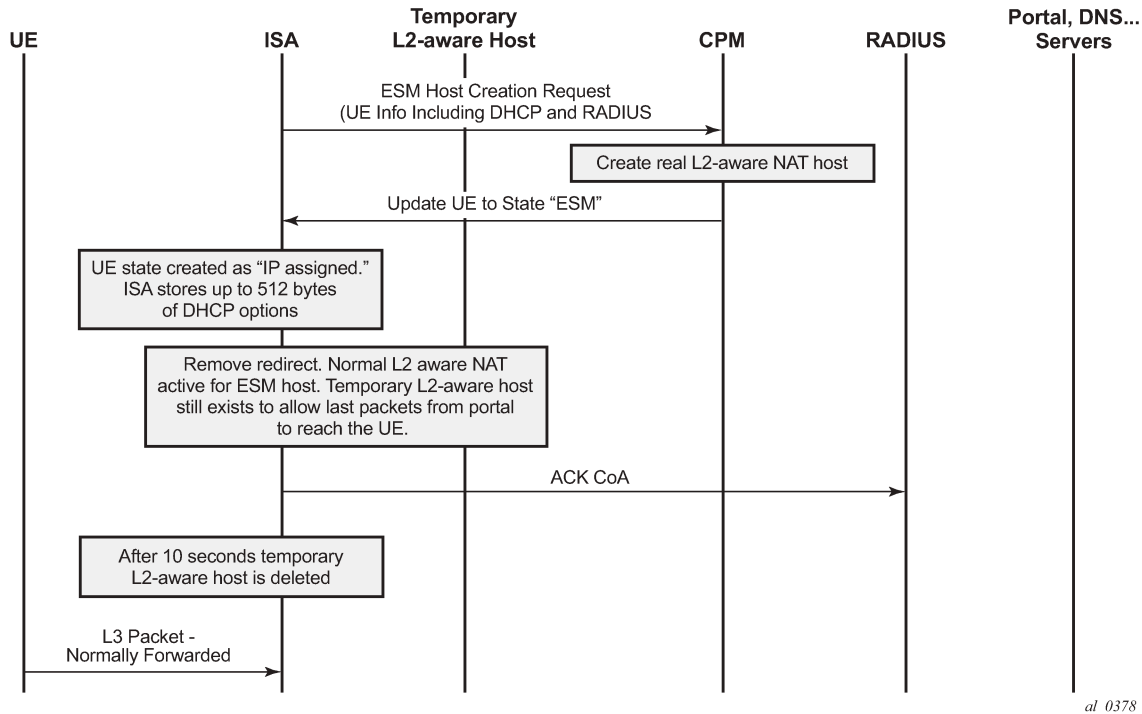 UE
ISA
Temporary
L2-aware Host
CPM
RADIUS
Portal, DNS...
Servers
ESM Host Creation Request
(UE Info Including DHCP and RADIUS
Create real L2-aware NAT host
Update UE to State “ESM”
UE state created as “IP assigned.”
ISA stores up to 512 bytes
of DHCP options
Remove redirect. Normal L2 aware NAT
active for ESM host. Temporary L2-aware host
still exists to allow last packets from portal
to reach the UE.
ACK CoA
After 10 seconds temporary
L2-aware host is deleted
L3 Packet -
Normally Forwarded
al_0378